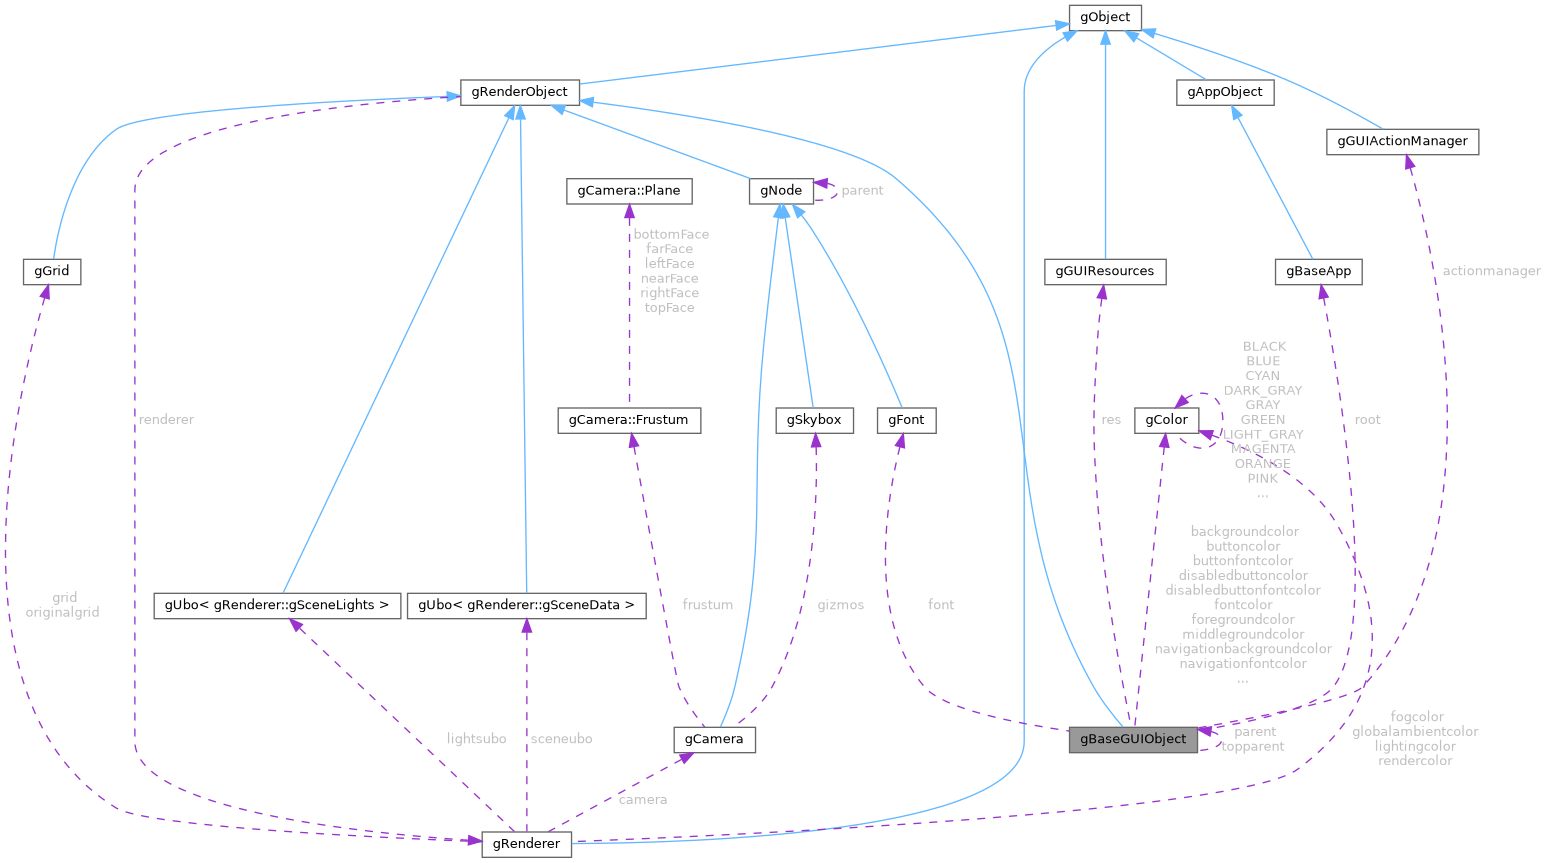 gObject
gRenderObject
gAppObject
gGUIActionManager
gCamera::Plane
gNode
parent
bottomFace
farFace
leftFace
nearFace
rightFace
topFace
gGrid
gGUIResources
gBaseApp
actionmanager
BLACK
BLUE
CYAN
DARK_GRAY
GRAY
GREEN
LIGHT_GRAY
MAGENTA
ORANGE
PINK
...
renderer
gCamera::Frustum
gSkybox
gFont
res
gColor
root
backgroundcolor
buttoncolor
buttonfontcolor
disabledbuttoncolor
disabledbuttonfontcolor
fontcolor
foregroundcolor
middlegroundcolor
navigationbackgroundcolor
navigationfontcolor
...
grid
originalgrid
gUbo< gRenderer::gSceneLights >
gUbo< gRenderer::gSceneData >
frustum
gizmos
font
lightsubo
sceneubo
gCamera
gBaseGUIObject
parent
topparent
fogcolor
globalambientcolor
lightingcolor
rendercolor
camera
gRenderer